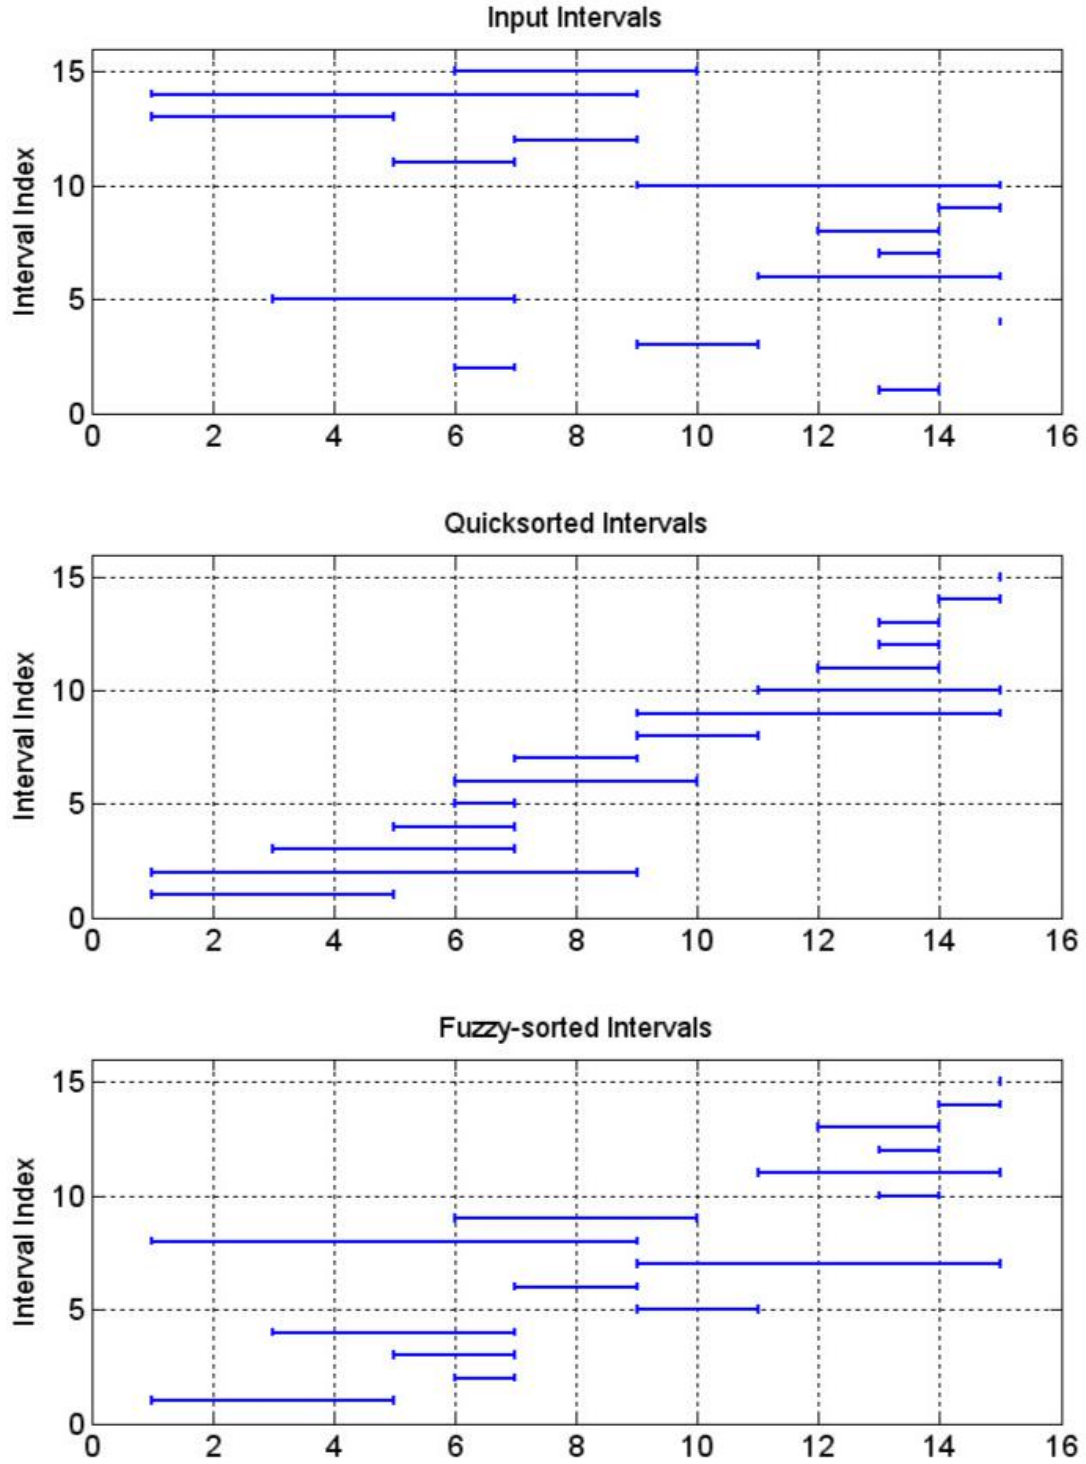 Input Intervals
Interval Index
15
10
5
0
0 2 4 6 8 10 12 14 16
Quicksorted Intervals
Interval Index
15
10
5
0
0 2 4 6 8 10 12 14 16
Fuzzy-sorted Intervals
Interval Index
15
10
5
0
0 2 4 6 8 10 12 14 16